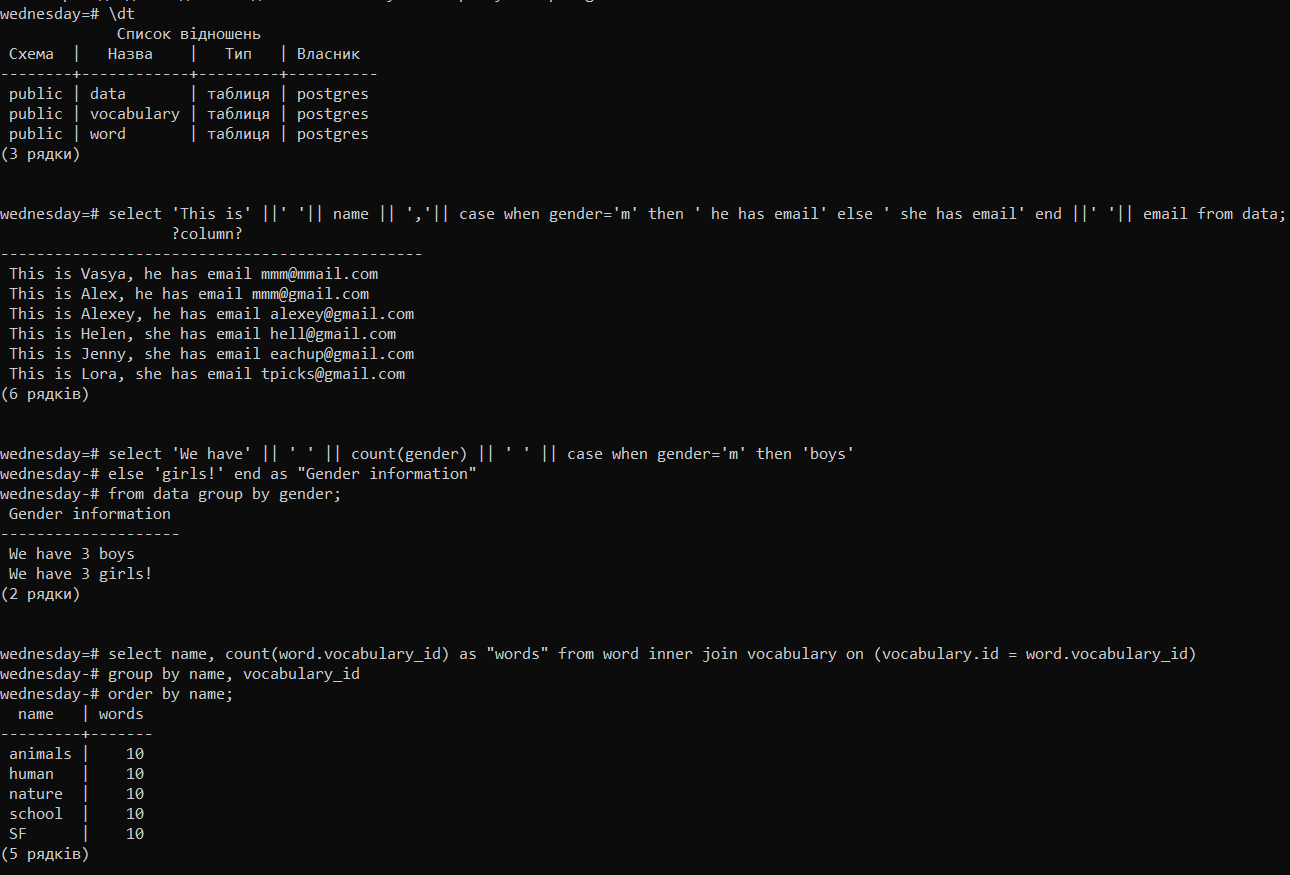 wednesday=# \dt
Список відношень
Схема | Назва | Тип | Власник
--------+------------+---------+----------
public | data | таблиця | postgres
public | vocabulary | таблиця | postgres
public | word | таблиця | postgres
(3 рядки)
wednesday=# select 'This is' ||' '|| name || ','|| case when gender='m' then ' he has email' else ' she has email' end ||' '|| email from data;
?column?
-----------------------------------------------
This is Vasya, he has email mmm@mmail.com
This is Alex, he has email mmm@gmail.com
This is Alexey, he has email alexey@gmail.com
This is Helen, she has email hell@gmail.com
This is Jenny, she has email eachup@gmail.com
This is Lora, she has email tpicks@gmail.com
(6 рядків)
wednesday=# select 'We have' || ' ' || count(gender) || ' ' || case when gender='m' then 'boys'
wednesday-# else 'girls!' end as "Gender information"
wednesday-# from data group by gender;
Gender information
--------------------
We have 3 boys
We have 3 girls!
(2 рядки)
wednesday=# select name, count(word.vocabulary_id) as "words" from word inner join vocabulary on (vocabulary.id = word.vocabulary_id)
wednesday-# group by name, vocabulary_id
wednesday-# order by name;
name | words
---------+-------
animals | 10
human | 10
nature | 10
school | 10
SF | 10
(5 рядків)